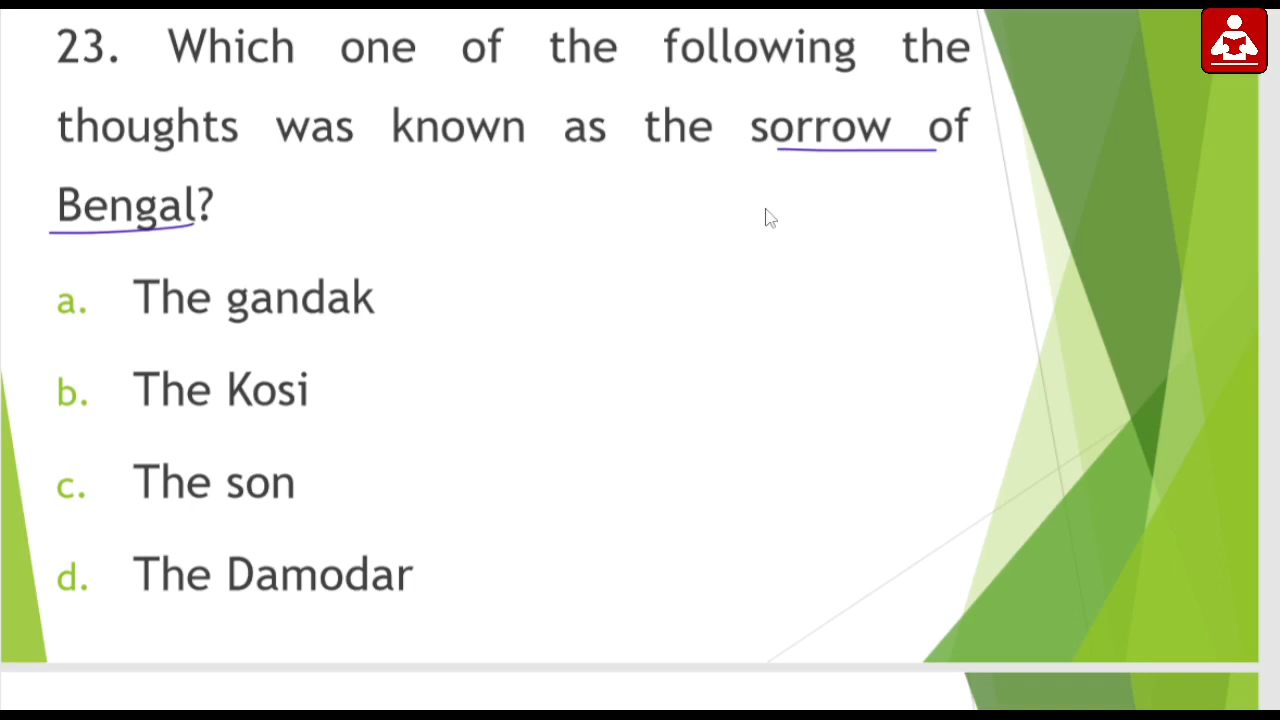 23. Which one of the following the
thoughts was known as the sorrow of
Bengal?
a. The gandak
b. The Kosi
c. The son
d. The Damodar